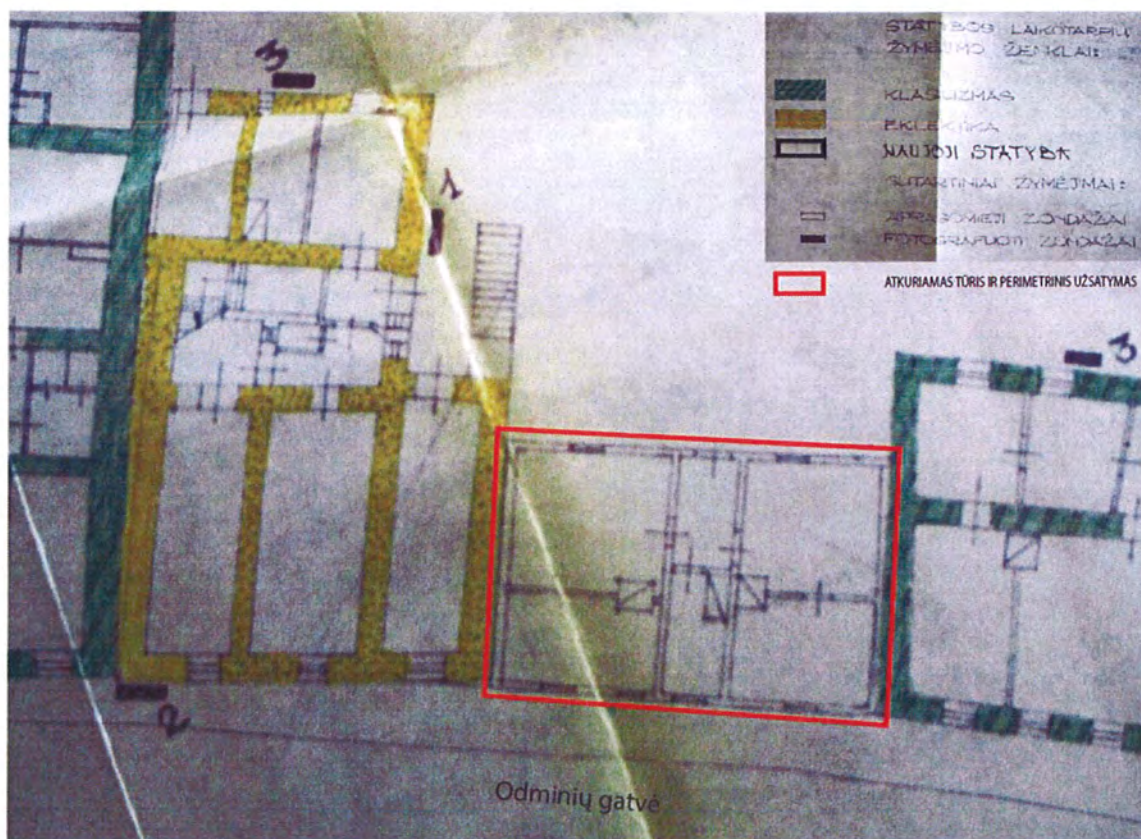 3
STATYBOS LAIKOTARPIŲ
ŽYMĖJIMO ŽENKLAI:
KLASICIZMAS
EKLEKTIKA
NAUJOJI STATYBA
SUTARTINIAI ŽYMĖJIMAI:
APRAŠOMIEJI ZONDAŽAI
FOTOGRAFUOTI ZONDAŽAI
ATKURIAMAS TŪRIS IR PERIMETRINIS UŽSATYMAS
1
3
2
Odminių gatvė